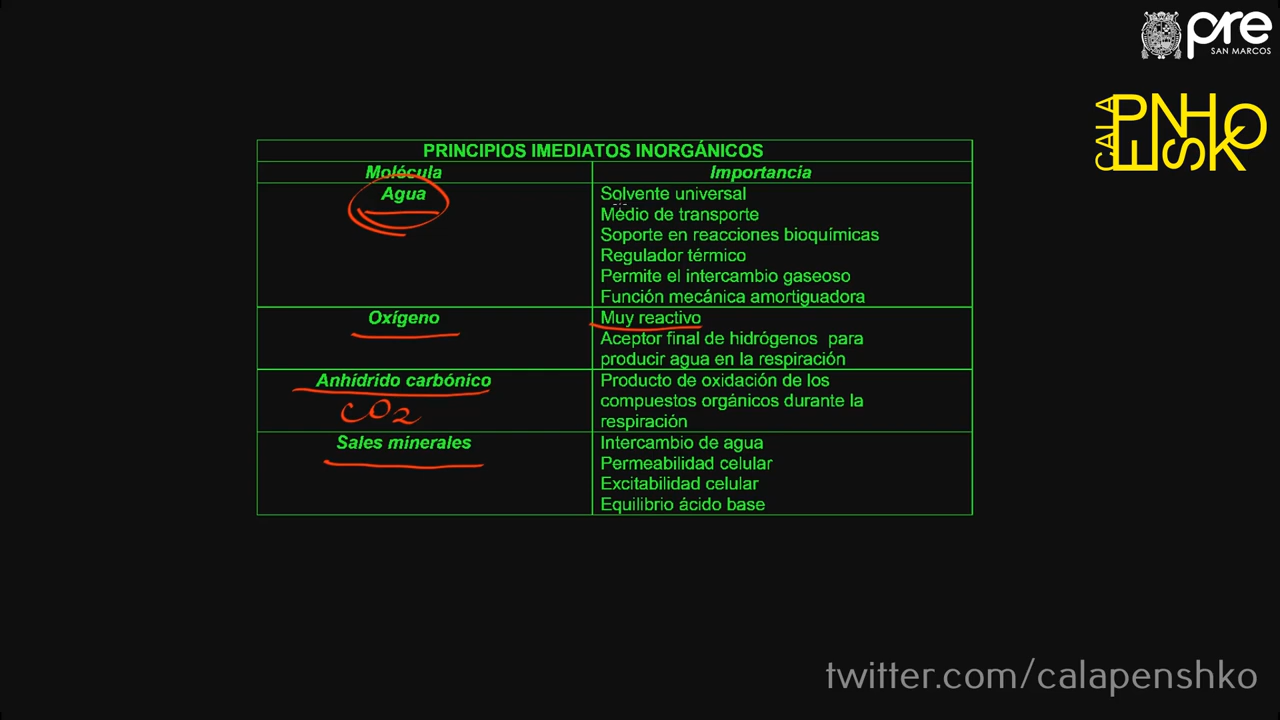 pre
SAN MARCOS
CALA
PENSHKO
PRINCIPIOS IMEDIATOS INORGÁNICOS
Molécula Importancia
Agua Solvente universal
Medio de transporte
Soporte en reacciones bioquímicas
Regulador térmico
Permite el intercambio gaseoso
Función mecánica amortiguadora
Oxígeno Muy reactivo
Aceptor final de hidrógenos para
producir agua en la respiración
Anhídrido carbónico Producto de oxidación de los
CO2 compuestos orgánicos durante la
respiración
Sales minerales Intercambio de agua
Permeabilidad celular
Excitabilidad celular
Equilibrio ácido base
twitter.com/calapenshko